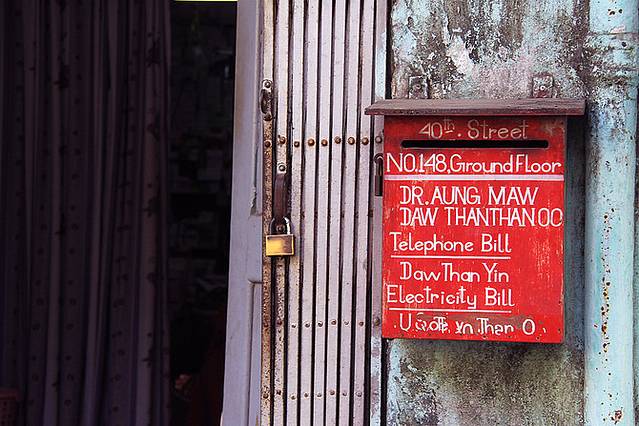 40th. Street
NO.148,Ground Floor
DR.AUNG MAW
DAW THANTHAN OO
Telephone Bill
Daw Than Yin
Electricity Bill
U Than O